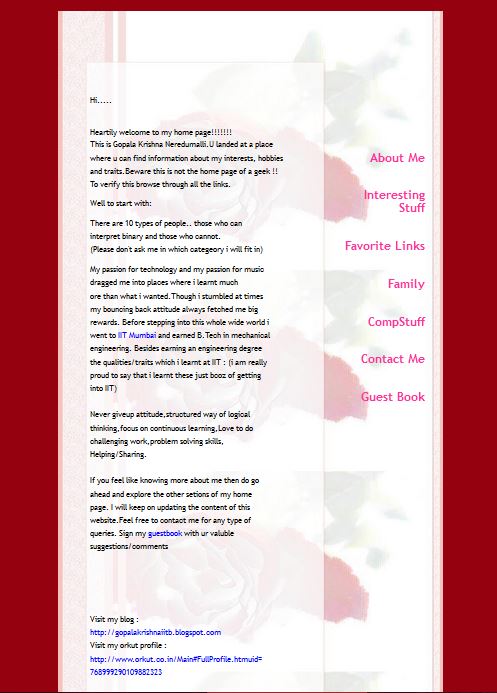 Hi.....
Heartily welcome to my home page!!!!!!!
This is Gopala Krishna Neredumalli.U landed at a place
where u can find information about my interests, hobbies
and traits.Beware this is not the home page of a geek !!
To verify this browse through all the links.
Well to start with:
There are 10 types of people.. those who can
interpret binary and those who cannot.
(Please don't ask me in which categeory i will fit in)
My passion for technology and my passion for music
dragged me into places where i learnt much
ore than what i wanted.Though i stumbled at times
my bouncing back attitude always fetched me big
rewards. Before stepping into this whole wide world i
went to IIT Mumbai and earned B.Tech in mechanical
engineering. Besides earning an engineering degree
the qualities/traits which i learnt at IIT : (i am really
proud to say that i learnt these just bcoz of getting
into IIT)
Never giveup attitude,structured way of logical
thinking,focus on continuous learning,Love to do
challenging work,problem solving skills,
Helping/Sharing.
If you feel like knowing more about me then do go
ahead and explore the other setions of my home
page. I will keep on updating the content of this
website.Feel free to contact me for any type of
queries. Sign my guestbook with ur valuble
suggestions/comments
Visit my blog :
http://gopalakrishnaiitb.blogspot.com
Visit my orkut profile :
http://www.orkut.co.in/Main#FullProfile.htmuid=
768999290109882323
About Me
Interesting
Stuff
Favorite Links
Family
CompStuff
Contact Me
Guest Book